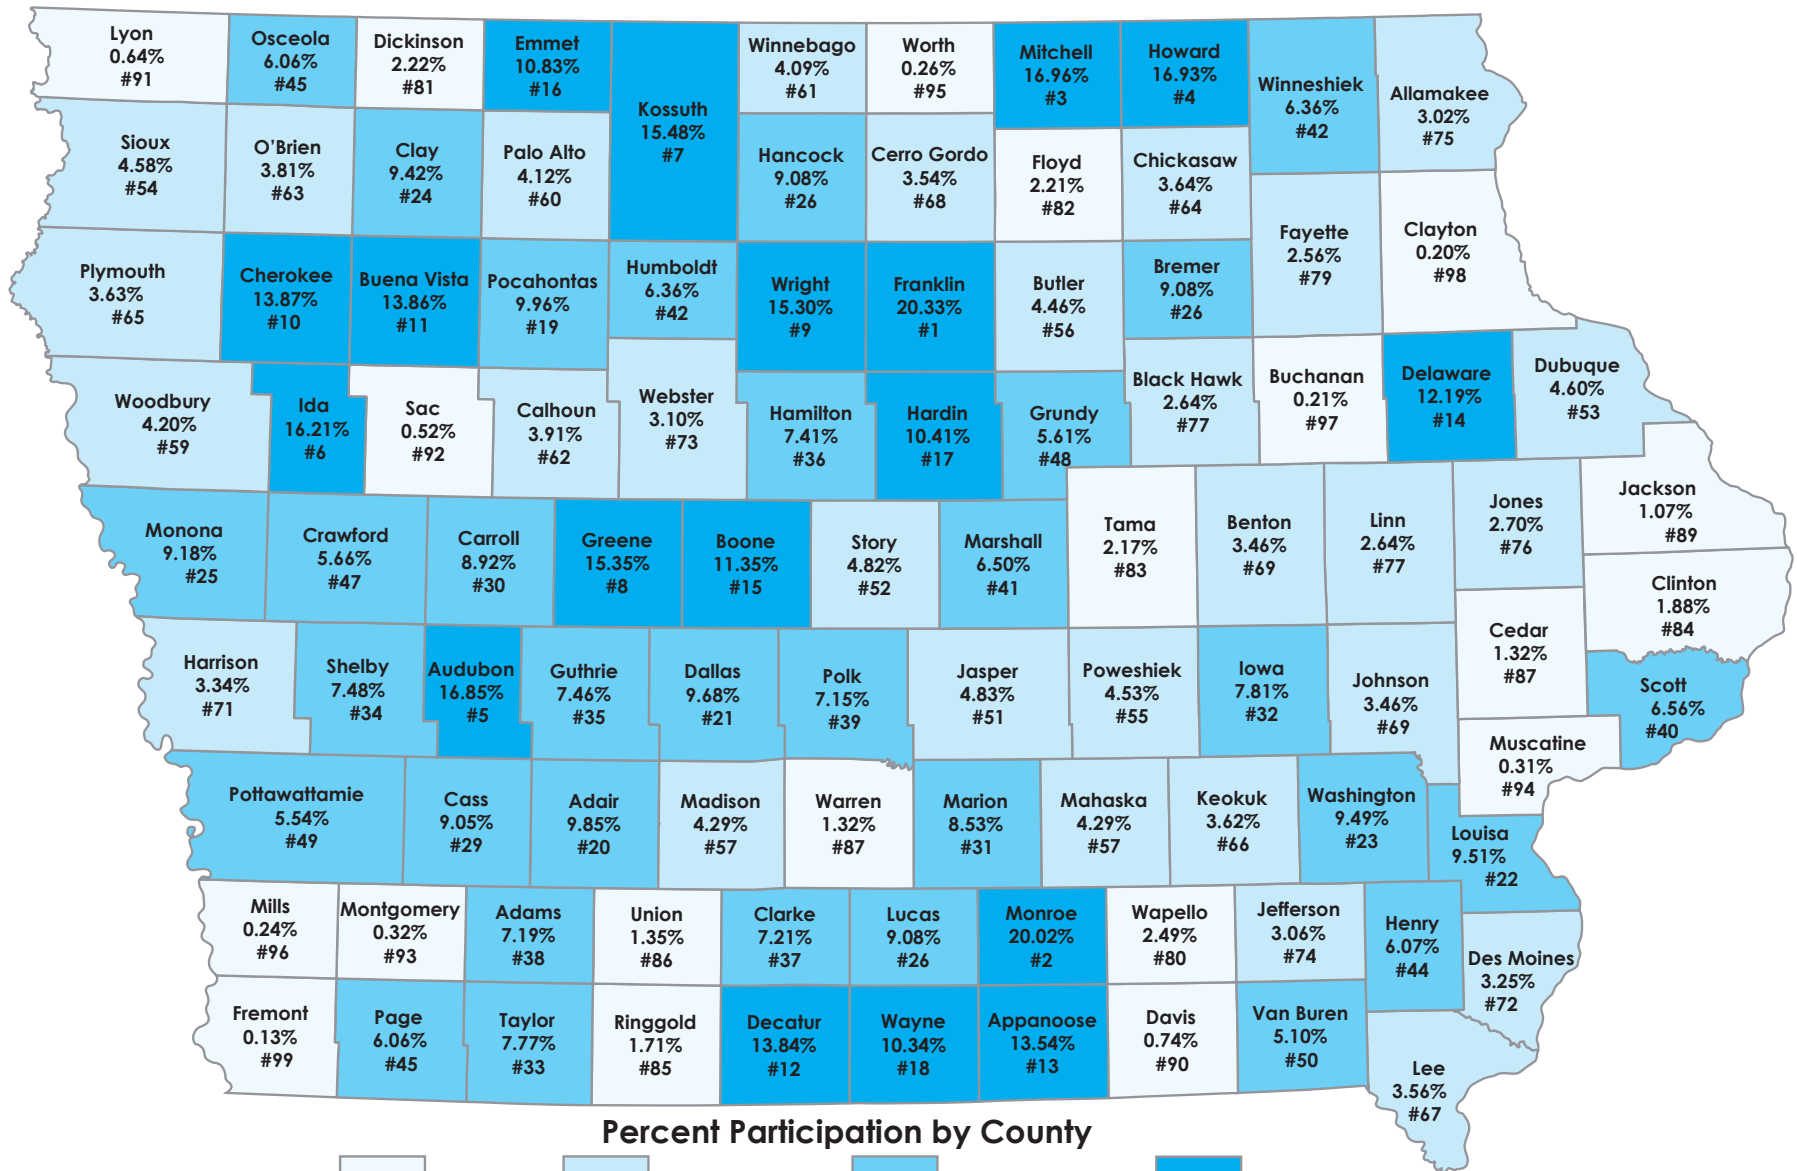 Lyon
0.64%
#91
Osceola
6.06%
#45
Dickinson
2.22%
#81
Emmet
10.83%
#16
Kossuth
15.48%
#7
Winnebago
4.09%
#61
Worth
0.26%
#95
Mitchell
16.96%
#3
Howard
16.93%
#4
Winneshiek
6.36%
#42
Allamakee
3.02%
#75
Sioux
4.58%
#54
O'Brien
3.81%
#63
Clay
9.42%
#24
Palo Alto
4.12%
#60
Hancock
9.08%
#26
Cerro Gordo
3.54%
#68
Floyd
2.21%
#82
Chickasaw
3.64%
#64
Fayette
2.56%
#79
Clayton
0.20%
#98
Plymouth
3.63%
#65
Cherokee
13.87%
#10
Buena Vista
13.86%
#11
Pocahontas
9.96%
#19
Humboldt
6.36%
#42
Wright
15.30%
#9
Franklin
20.33%
#1
Butler
4.46%
#56
Bremer
9.08%
#26
Woodbury
4.20%
#59
Ida
16.21%
#6
Sac
0.52%
#92
Calhoun
3.91%
#62
Webster
3.10%
#73
Hamilton
7.41%
#36
Hardin
10.41%
#17
Grundy
5.61%
#48
Black Hawk
2.64%
#77
Buchanan
0.21%
#97
Delaware
12.19%
#14
Dubuque
4.60%
#53
Monona
9.18%
#25
Crawford
5.66%
#47
Carroll
8.92%
#30
Greene
15.35%
#8
Boone
11.35%
#15
Story
4.82%
#52
Marshall
6.50%
#41
Tama
2.17%
#83
Benton
3.46%
#69
Linn
2.64%
#77
Jones
2.70%
#76
Jackson
1.07%
#89
Clinton
1.88%
#84
Harrison
3.34%
#71
Shelby
7.48%
#34
Audubon
16.85%
#5
Guthrie
7.46%
#35
Dallas
9.68%
#21
Polk
7.15%
#39
Jasper
4.83%
#51
Poweshiek
4.53%
#55
Iowa
7.81%
#32
Johnson
3.46%
#69
Cedar
1.32%
#87
Scott
6.56%
#40
Muscatine
0.31%
#94
Pottawattamie
5.54%
#49
Cass
9.05%
#29
Adair
9.85%
#20
Madison
4.29%
#57
Warren
1.32%
#87
Marion
8.53%
#31
Mahaska
4.29%
#57
Keokuk
3.62%
#66
Washington
9.49%
#23
Louisa
9.51%
#22
Mills
0.24%
#96
Montgomery
0.32%
#93
Adams
7.19%
#38
Union
1.35%
#86
Clarke
7.21%
#37
Lucas
9.08%
#26
Monroe
20.02%
#2
Wapello
2.49%
#80
Jefferson
3.06%
#74
Henry
6.07%
#44
Des Moines
3.25%
#72
Fremont
0.13%
#99
Page
6.06%
#45
Taylor
7.77%
#33
Ringgold
1.71%
#85
Decatur
13.84%
#12
Wayne
10.34%
#18
Appanoose
13.54%
#13
Davis
0.74%
#90
Van Buren
5.10%
#50
Lee
3.56%
#67
Percent Participation by County